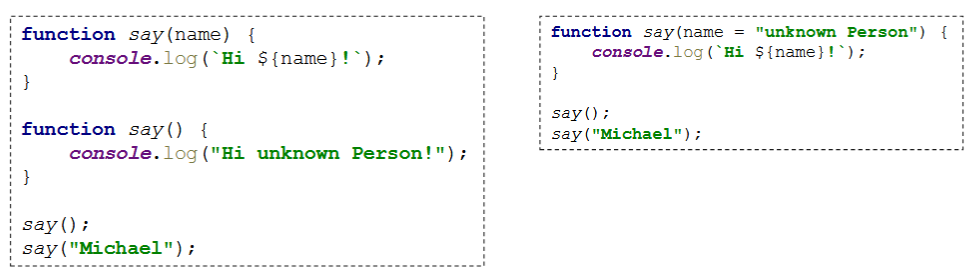 function say(name) {
    console.log(`Hi ${name}!`);
}

function say() {
    console.log("Hi unknown Person!");
}

say();
say("Michael");

function say(name = "unknown Person") {
    console.log(`Hi ${name}!`);
}

say();
say("Michael");